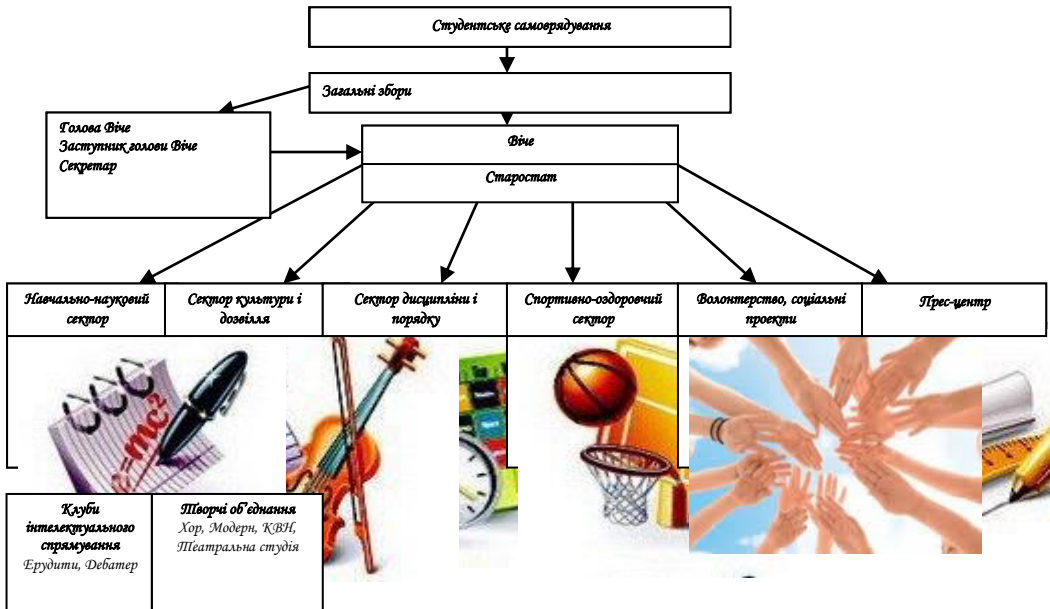 Студентське самоврядування
Загальні збори
Голова Віче
Заступник голови Віче
Секретар
Віче
Старостат
Навчально-науковий
сектор
Сектор культури і
дозвілля
Сектор дисципліни і
порядку
Спортивно-оздоровчий
сектор
Волонтерство, соціальні
проекти
Прес-центр
E=mc²
Клуби
інтелектуального
спрямування
Ерудити, Дебатер
Творчі об'єднання
Хор, Модерн, КВН,
Театральна студія